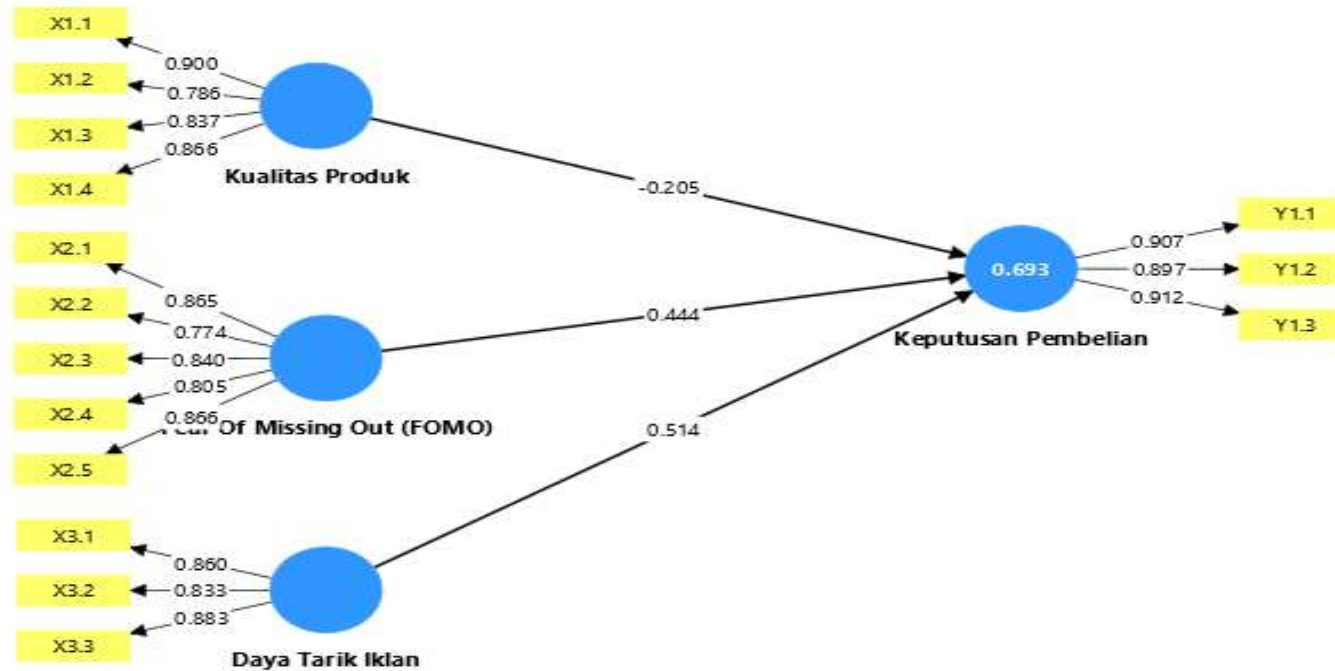 X1.1
0.900
X1.2
0.786
X1.3
0.837
0.866
X1.4
Kualitas Produk
-0.205
X2.1
0.865
X2.2
0.774
X2.3
0.840
0.805
X2.4
0.866
X2.5
Of Missing Out (FOMO)
0.444
X3.1
0.860
X3.2
0.833
0.883
X3.3
Daya Tarik Iklan
0.514
0.693
Keputusan Pembelian
0.907
Y1.1
0.897
Y1.2
0.912
Y1.3